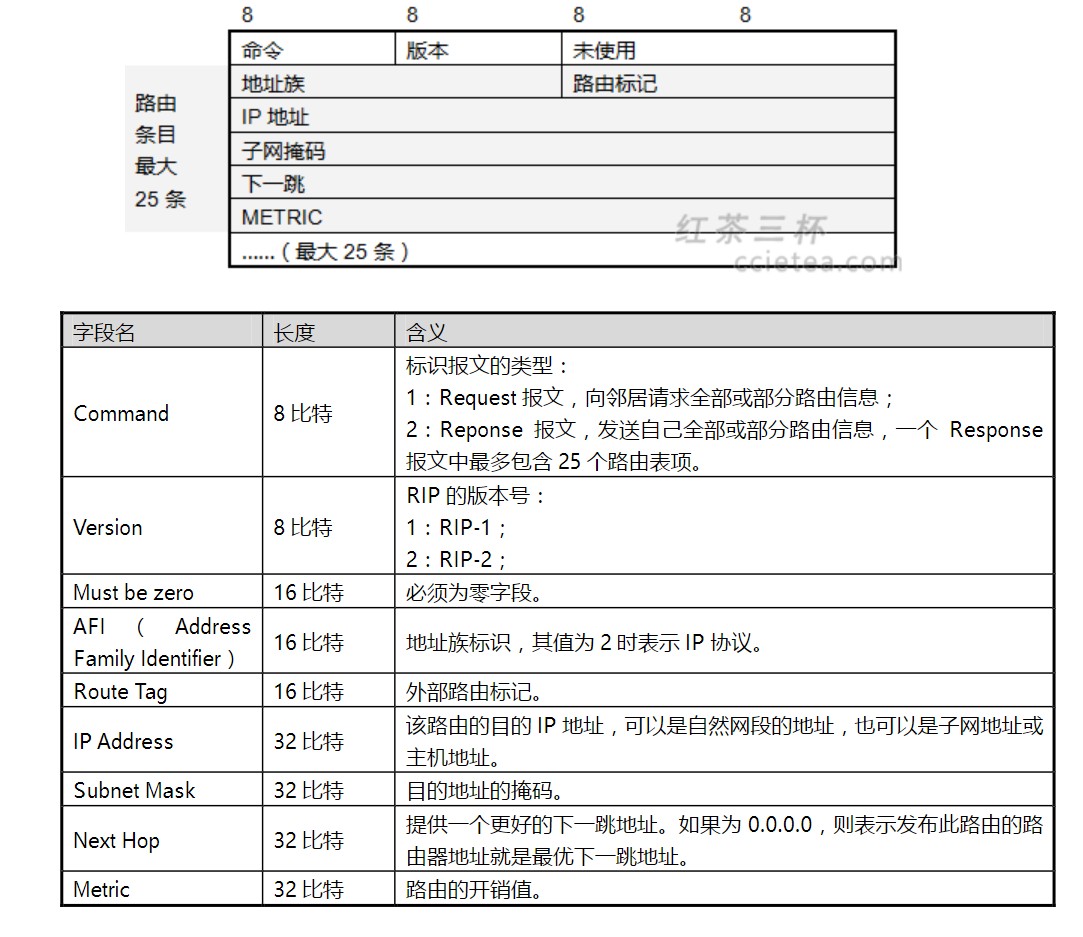 8 8 8 8
命令 版本 未使用
地址族 路由标记
路由
条目
最大
25 条
IP 地址
子网掩码
下一跳
METRIC
......（最大 25 条）
红茶三杯
ccietea.com
字段名 长度 含义
Command 8 比特 标识报文的类型：
1：Request 报文，向邻居请求全部或部分路由信息；
2：Reponse 报文，发送自己全部或部分路由信息，一个 Response
报文中最多包含 25 个路由表项。
Version 8 比特 RIP 的版本号：
1：RIP-1；
2：RIP-2；
Must be zero 16 比特 必须为零字段。
AFI （ Address
Family Identifier） 16 比特 地址族标识，其值为 2 时表示 IP 协议。
Route Tag 16 比特 外部路由标记。
IP Address 32 比特 该路由的目的 IP 地址，可以是自然网段的地址，也可以是子网地址或
主机地址。
Subnet Mask 32 比特 目的地址的掩码。
Next Hop 32 比特 提供一个更好的下一跳地址。如果为 0.0.0.0，则表示发布此路由的路
由器地址就是最优下一跳地址。
Metric 32 比特 路由的开销值。